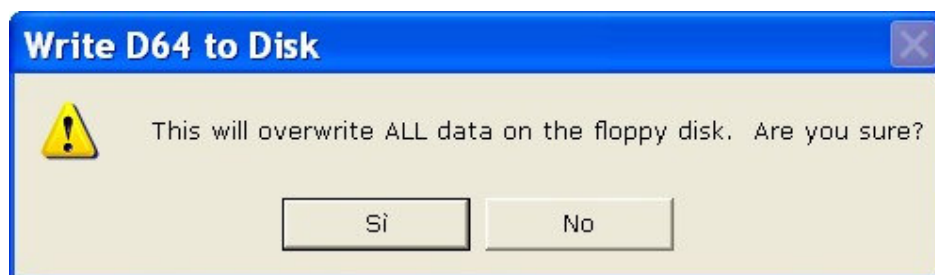 Write D64 to Disk
This will overwrite ALL data on the floppy disk.  Are you sure?
Sì
No